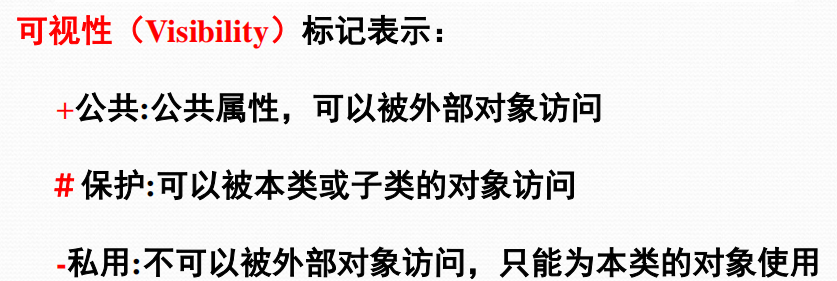 可视性（Visibility）标记表示：
+公共:公共属性，可以被外部对象访问
# 保护:可以被本类或子类的对象访问
-私用:不可以被外部对象访问，只能为本类的对象使用